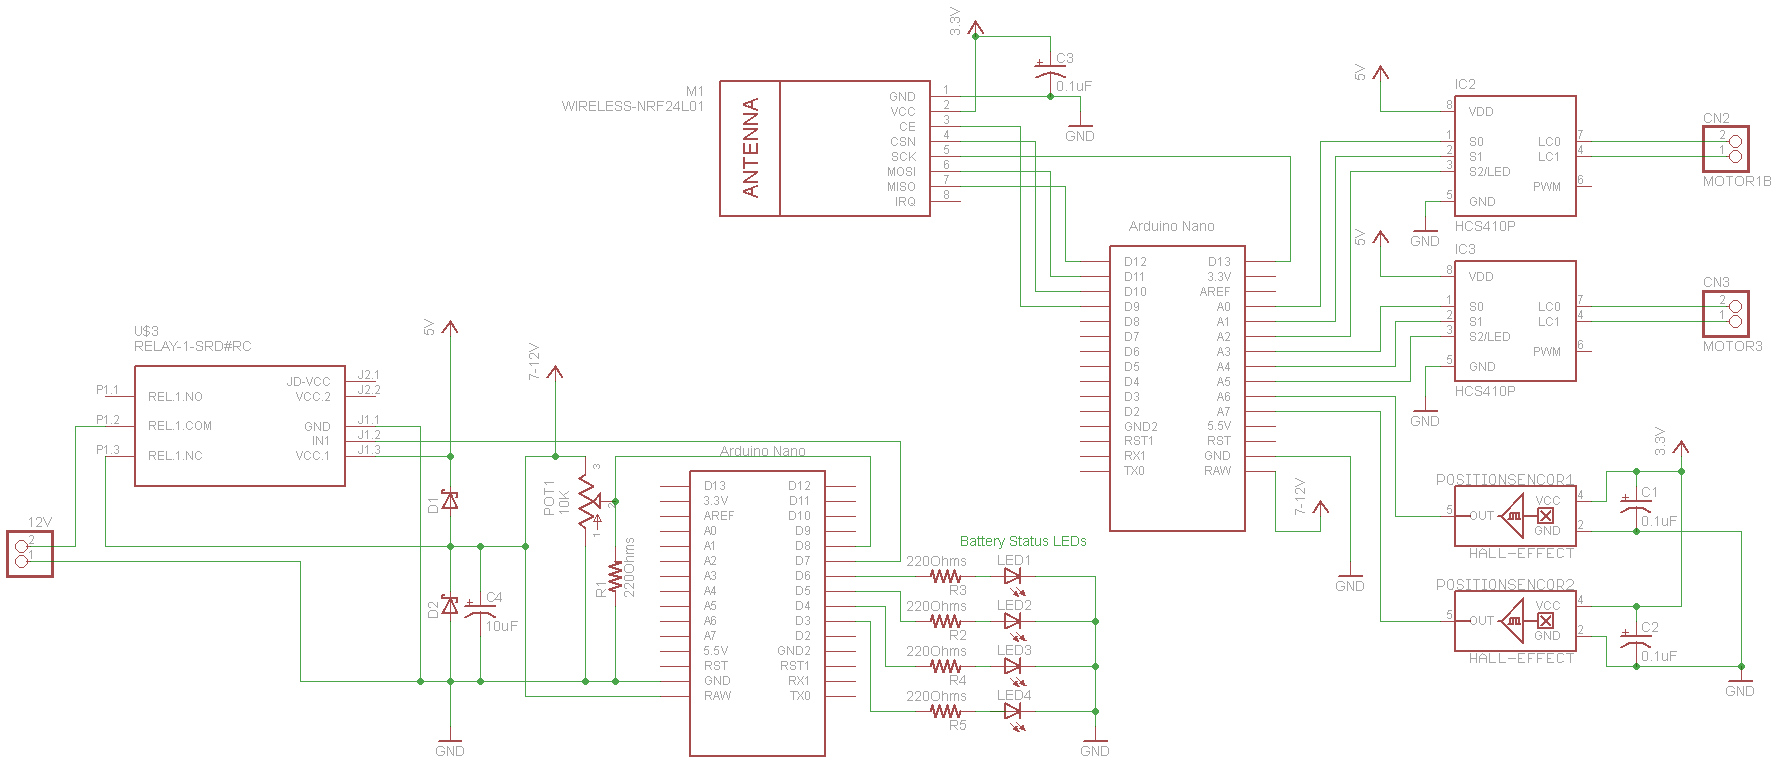 3.3V
C3
0.1uF
GND
M1
WIRELESS-NRF24L01
ANTENNA
GND 1
VCC 2
CE 3
CSN 4
SCK 5
MOSI 6
MISO 7
IRQ 8
5V
IC2
8 VDD
1 S0 LC0 7
2 S1 LC1 4
3 S2/LED
PWM 6
5 GND
HCS410P
GND
CN2
2
1
MOTOR1B
5V
IC3
8 VDD
1 S0 LC0 7
2 S1 LC1 4
3 S2/LED
PWM 6
5 GND
HCS410P
GND
CN3
2
1
MOTOR3
Arduino Nano
D12 D13
D11 3.3V
D10 AREF
D9 A0
D8 A1
D7 A2
D6 A3
D5 A4
D4 A5
D3 A6
D2 A7
GND2 5.5V
RST1 RST
RX1 GND
TX0 RAW
7-12V
GND
3.3V
POSITIONSENCOR1
VCC 4
5 OUT
GND 2
HALL-EFFECT
C1
0.1uF
POSITIONSENCOR2
VCC 4
5 OUT
GND 2
HALL-EFFECT
C2
0.1uF
GND
U$3
RELAY-1-SRD#RC
P1.1 REL.1.NO
P1.2 REL.1.COM
P1.3 REL.1.NC
JD-VCC J2.1
VCC.2 J2.2
GND J1.1
IN1 J1.2
VCC.1 J1.3
5V
7-12V
12V
2
1
D1
D2
C4
10uF
GND
POT1
10K
3
2
1
R1
220Ohms
Arduino Nano
D13 D12
3.3V D11
AREF D10
A0 D9
A1 D8
A2 D7
A3 D6
A4 D5
A5 D4
A6 D3
A7 D2
5.5V GND2
RST RST1
GND RX1
RAW TX0
Battery Status LEDs
220Ohms LED1
R3
220Ohms LED2
R2
220Ohms LED3
R4
220Ohms LED4
R5
GND